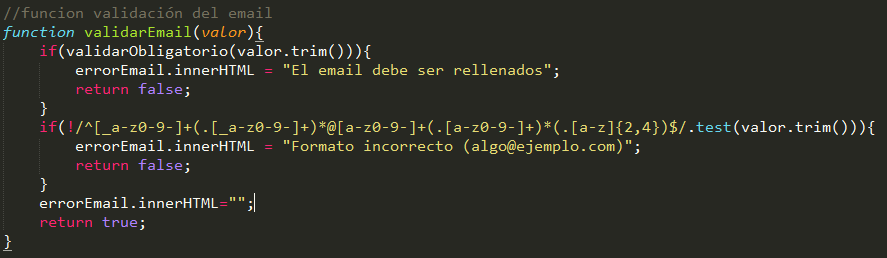 //funcion validación del email
function validarEmail(valor){
    if(validarObligatorio(valor.trim())){
        errorEmail.innerHTML = "El email debe ser rellenados";
        return false;
    }
    if(!/^[_a-z0-9-]+(.[_a-z0-9-]+)*@[a-z0-9-]+(.[a-z0-9-]+)*(.[a-z]{2,4})$/.test(valor.trim())){
        errorEmail.innerHTML = "Formato incorrecto (algo@ejemplo.com)";
        return false;
    }
    errorEmail.innerHTML="";
    return true;
}